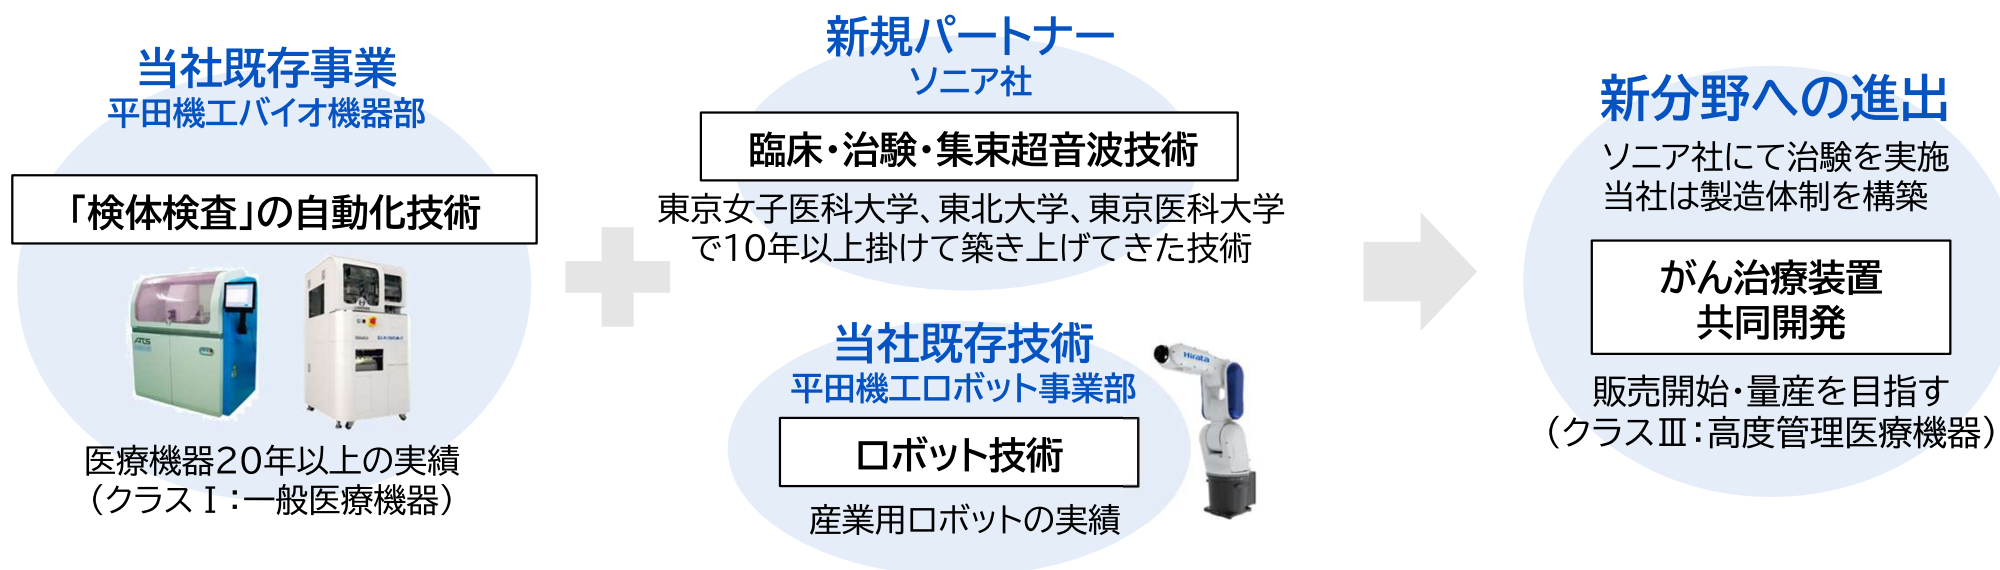 当社既存事業
平田機工バイオ機器部
「検体検査」の自動化技術
ATS
医療機器20年以上の実績
(クラスⅠ:一般医療機器)
新規パートナー
ソニア社
臨床・治験・集束超音波技術
東京女子医科大学、東北大学、東京医科大学
で10年以上掛けて築き上げてきた技術
当社既存技術
平田機工ロボット事業部
ロボット技術
産業用ロボットの実績
Hirata
新分野への進出
ソニア社にて治験を実施
当社は製造体制を構築
がん治療装置
共同開発
販売開始・量産を目指す
(クラスⅢ:高度管理医療機器)